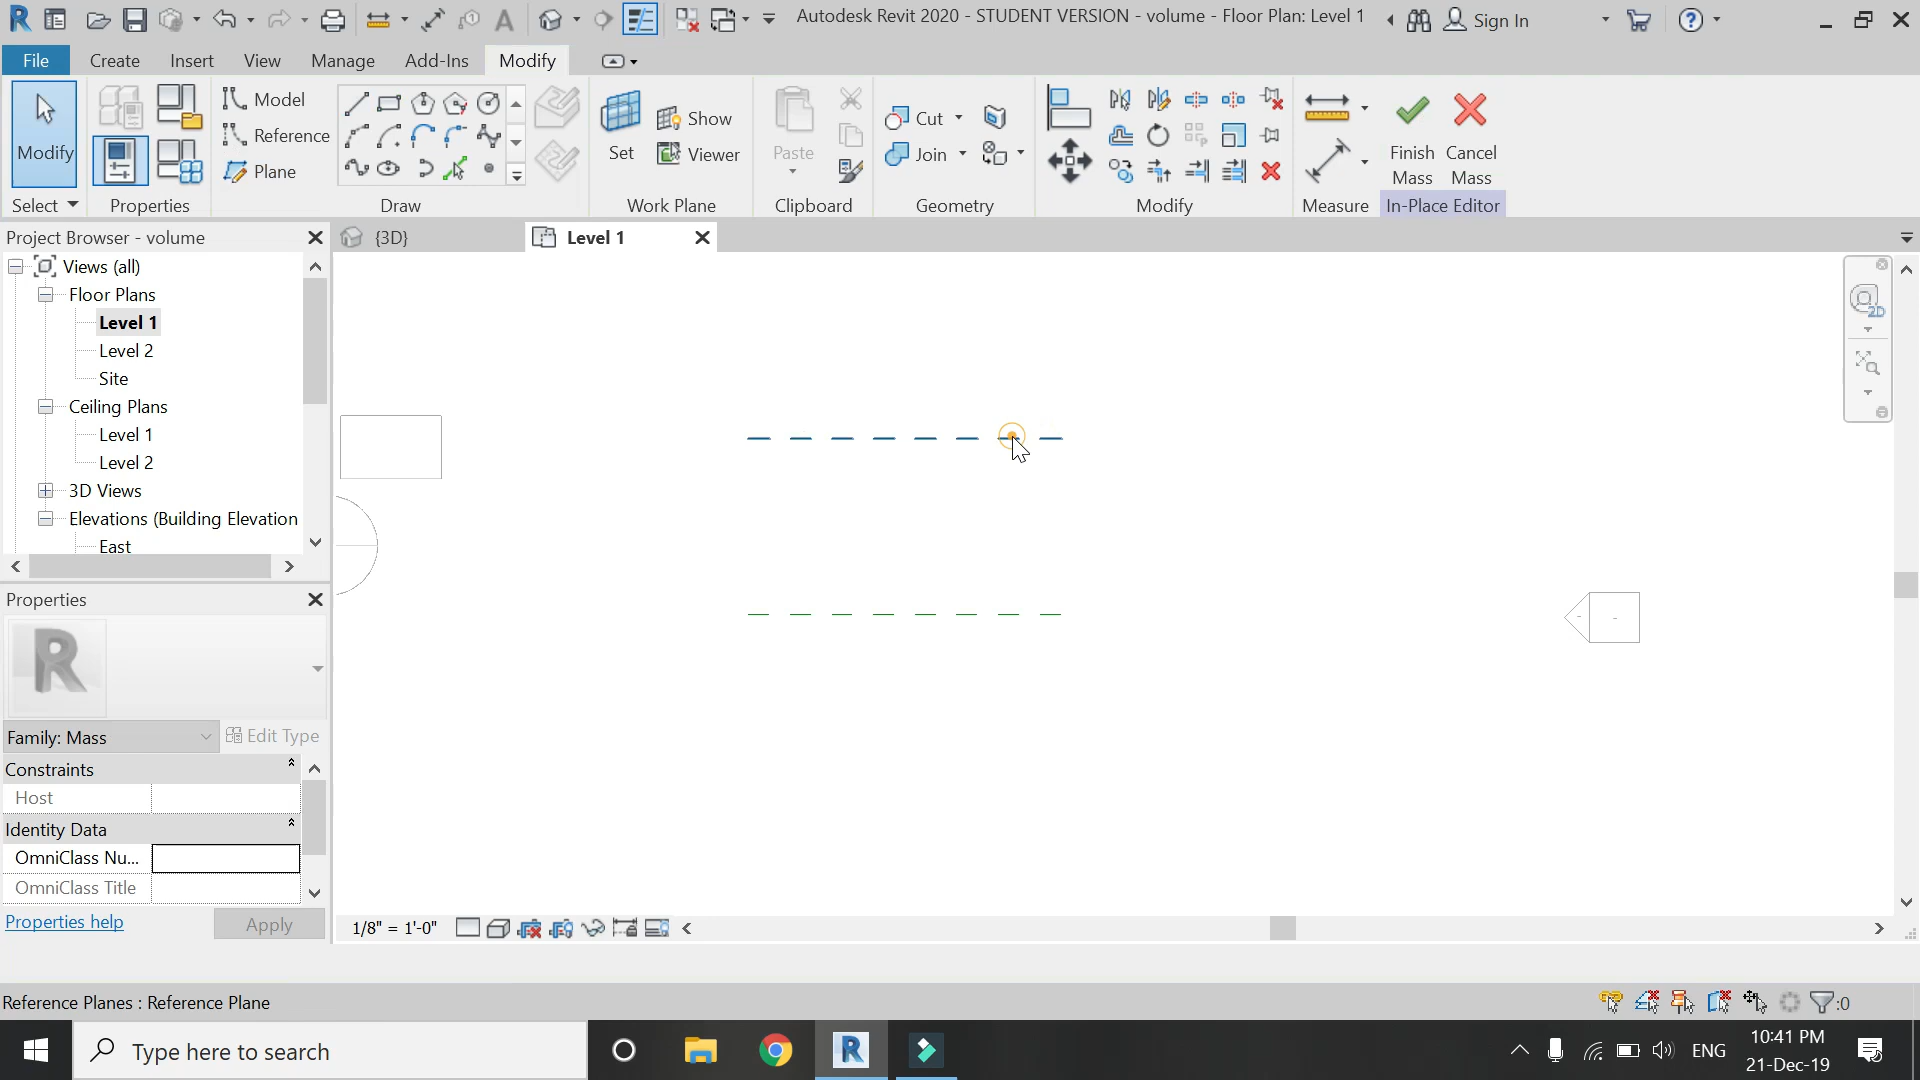 Autodesk Revit 2020 - STUDENT VERSION - volume - Floor Plan: Level 1
Sign In
File
Create
Insert
View
Manage
Add-Ins
Modify
Modify
Model
Reference
Plane
Set
Show
Viewer
Paste
Cut
Join
Finish
Mass
Cancel
Mass
Select
Properties
Draw
Work Plane
Clipboard
Geometry
Modify
Measure
In-Place Editor
Project Browser - volume
{3D}
Level 1
Views (all)
Floor Plans
Level 1
Level 2
Site
Ceiling Plans
Level 1
Level 2
3D Views
Elevations (Building Elevation
East
2D
Properties
R
Family: Mass
Edit Type
Constraints
Host
Identity Data
OmniClass Nu...
OmniClass Title
Properties help
Apply
1/8" = 1'-0"
Reference Planes : Reference Plane
:0
Type here to search
ENG
10:41 PM
21-Dec-19